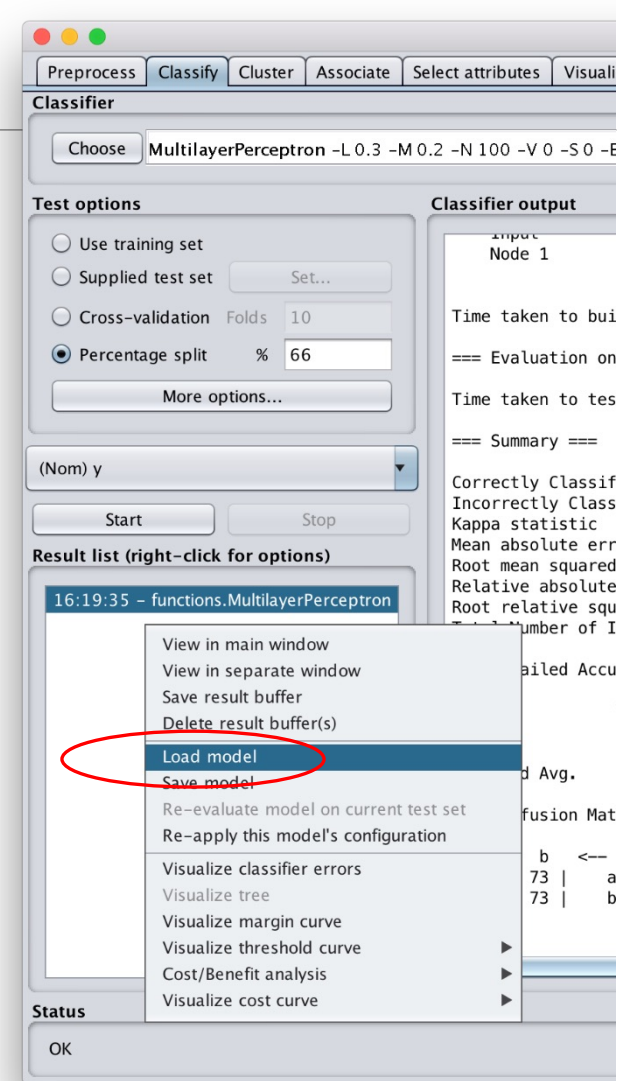 Preprocess Classify Cluster Associate Select attributes Visuali
Classifier
Choose MultilayerPerceptron -L 0.3 -M 0.2 -N 100 -V 0 -S 0 -E
Test options
Use training set
Supplied test set Set...
Cross-validation Folds 10
Percentage split % 66
More options...
(Nom) y
Start Stop
Result list (right-click for options)
16:19:35 - functions.MultilayerPerceptron
View in main window
View in separate window
Save result buffer
Delete result buffer(s)
Load model
Save model
Re-evaluate model on current test set
Re-apply this model's configuration
Visualize classifier errors
Visualize tree
Visualize margin curve
Visualize threshold curve
Cost/Benefit analysis
Visualize cost curve
Classifier output
Input
Node 1
Time taken to bui
=== Evaluation on
Time taken to tes
=== Summary ===
Correctly Classif
Incorrectly Class
Kappa statistic
Mean absolute err
Root mean squared
Relative absolute
Root relative squ
Total Number of I
ailed Accu
d Avg.
fusion Mat
b <--
73 | a
73 | b
Status
OK